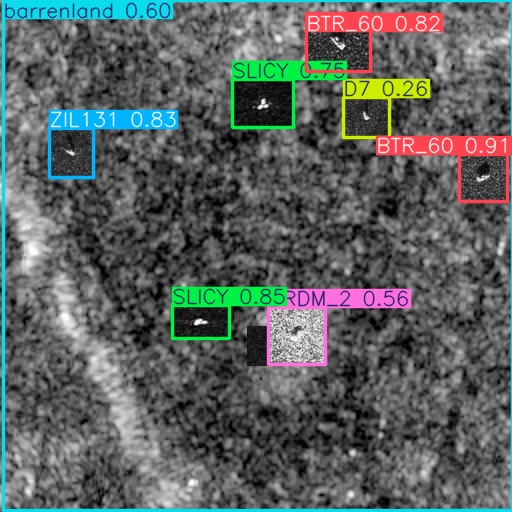 barrenland 0.60
BTR_60 0.82
SLICY 0.75
D7 0.26
ZIL131 0.83
BTR_60 0.91
SLICY 0.85
RDM_2 0.56